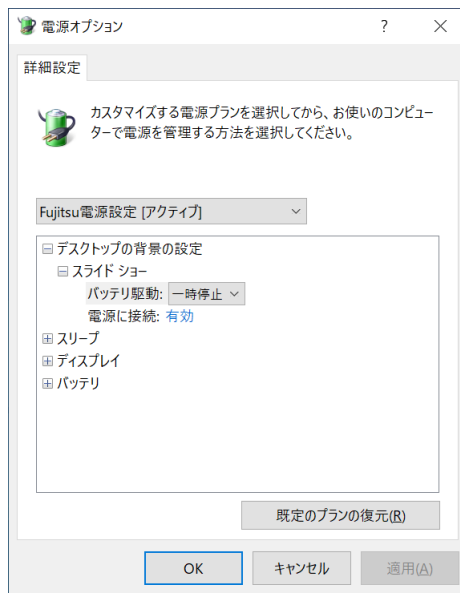 電源オプション
詳細設定
カスタマイズする電源プランを選択してから、お使いのコンピュー
ターで電源を管理する方法を選択してください。
Fujitsu電源設定 [アクティブ]
デスクトップの背景の設定
スライド ショー
バッテリ駆動: 一時停止
電源に接続: 有効
スリープ
ディスプレイ
バッテリ
既定のプランの復元(R)
OK キャンセル 適用(A)